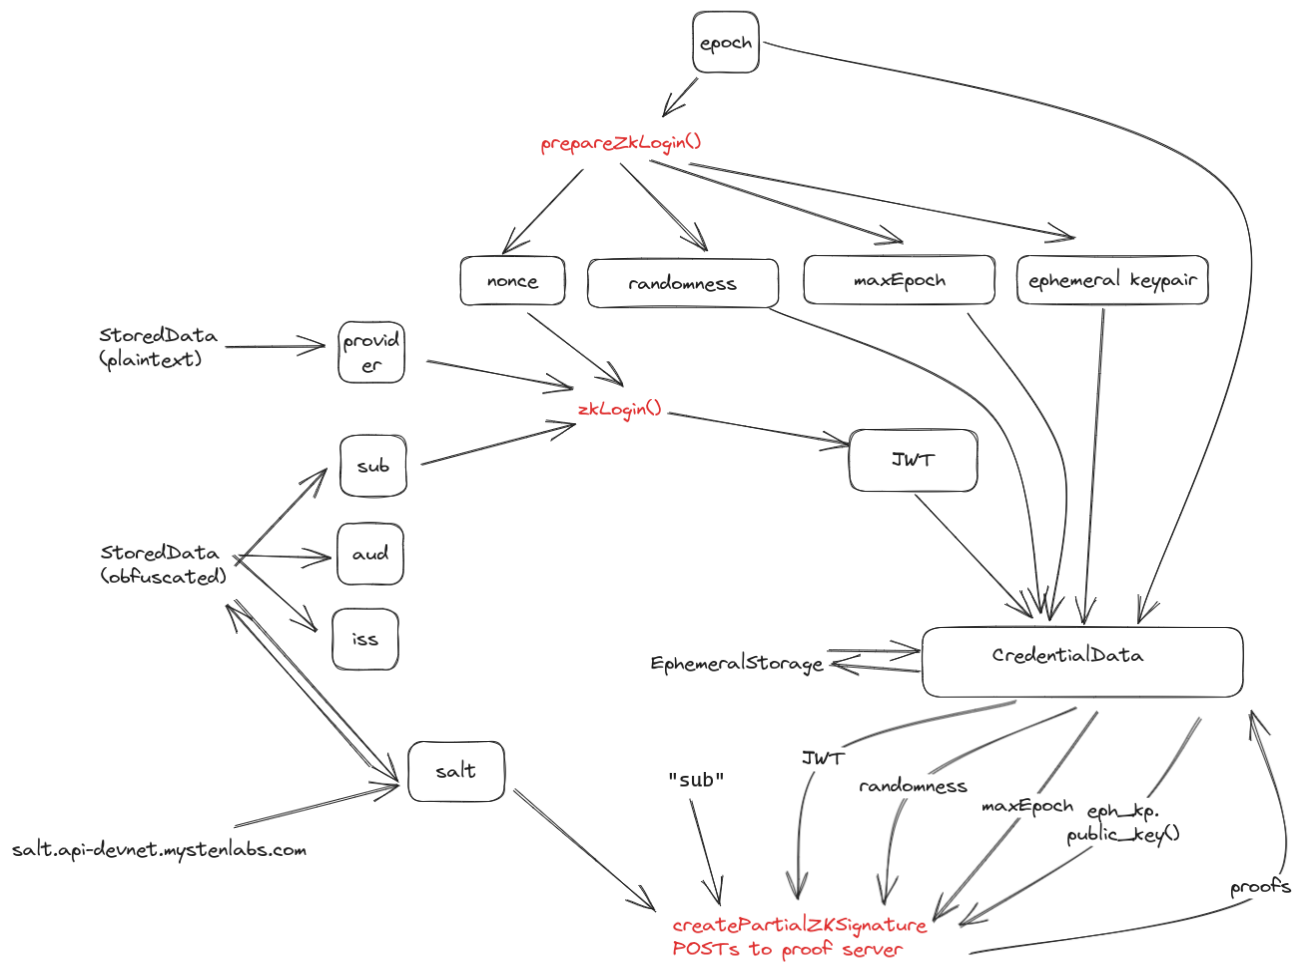 epoch
prepareZkLogin()
nonce
randomness
maxEpoch
ephemeral keypair
StoredData
(plaintext)
provid
er
zkLogin()
sub
JWT
StoredData
(obfuscated)
aud
iss
EphemeralStorage
CredentialData
salt
"sub"
JWT
randomness
maxEpoch
eph_kp.
public_key()
salt.api-devnet.mystenlabs.com
proofs
createPartialZKSignature
POSTs to proof server